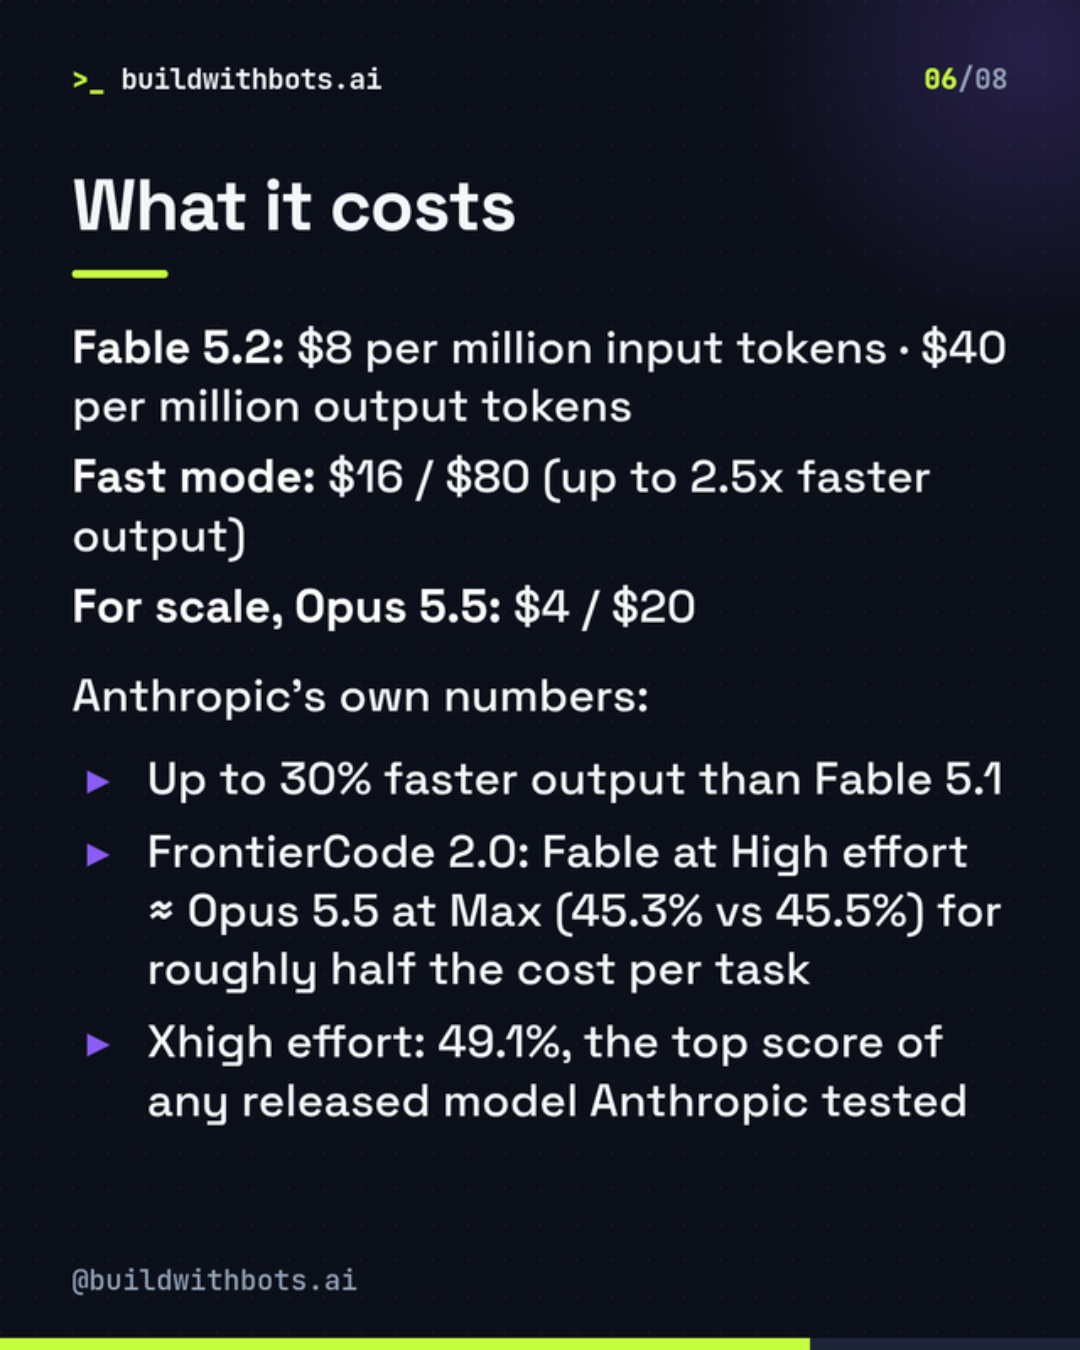 >_ buildwithbots.ai
06/08
What it costs
Fable 5.2: $8 per million input tokens · $40
per million output tokens
Fast mode: $16 / $80 (up to 2.5x faster
output)
For scale, Opus 5.5: $4 / $20
Anthropic’s own numbers:
▶ Up to 30% faster output than Fable 5.1
▶ FrontierCode 2.0: Fable at High effort
≈ Opus 5.5 at Max (45.3% vs 45.5%) for
roughly half the cost per task
▶ Xhigh effort: 49.1%, the top score of
any released model Anthropic tested
@buildwithbots.ai